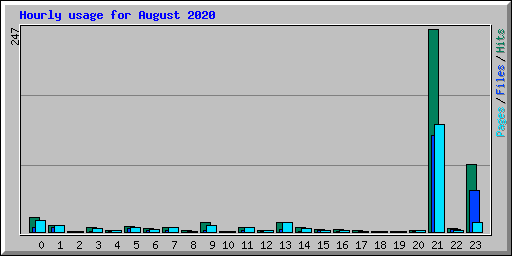 Hourly usage for August 2020
247
Pages/Files/Hits
0 1 2 3 4 5 6 7 8 9 10 11 12 13 14 15 16 17 18 19 20 21 22 23